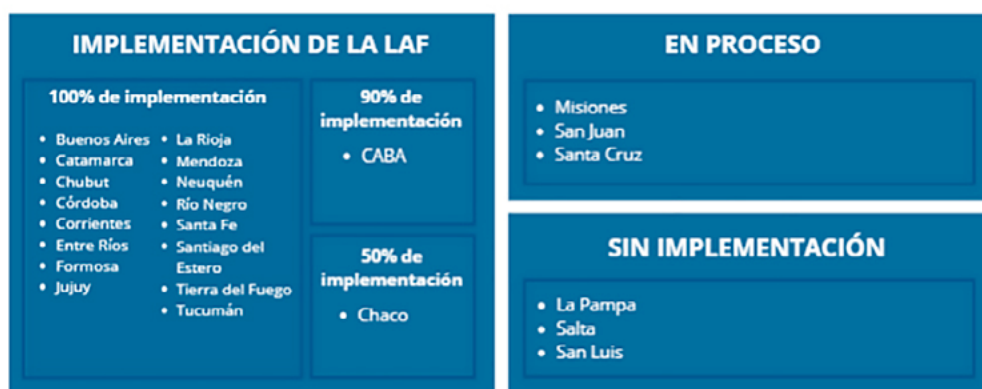 IMPLEMENTACIÓN DE LA LAF
100% de implementación
• Buenos Aires
• Catamarca
• Chubut
• Córdoba
• Corrientes
• Entre Ríos
• Formosa
• Jujuy
• La Rioja
• Mendoza
• Neuquén
• Río Negro
• Santa Fe
• Santiago del
Estero
• Tierra del Fuego
• Tucumán
90% de
implementación
• CABA
50% de
implementación
• Chaco
EN PROCESO
• Misiones
• San Juan
• Santa Cruz
SIN IMPLEMENTACIÓN
• La Pampa
• Salta
• San Luis